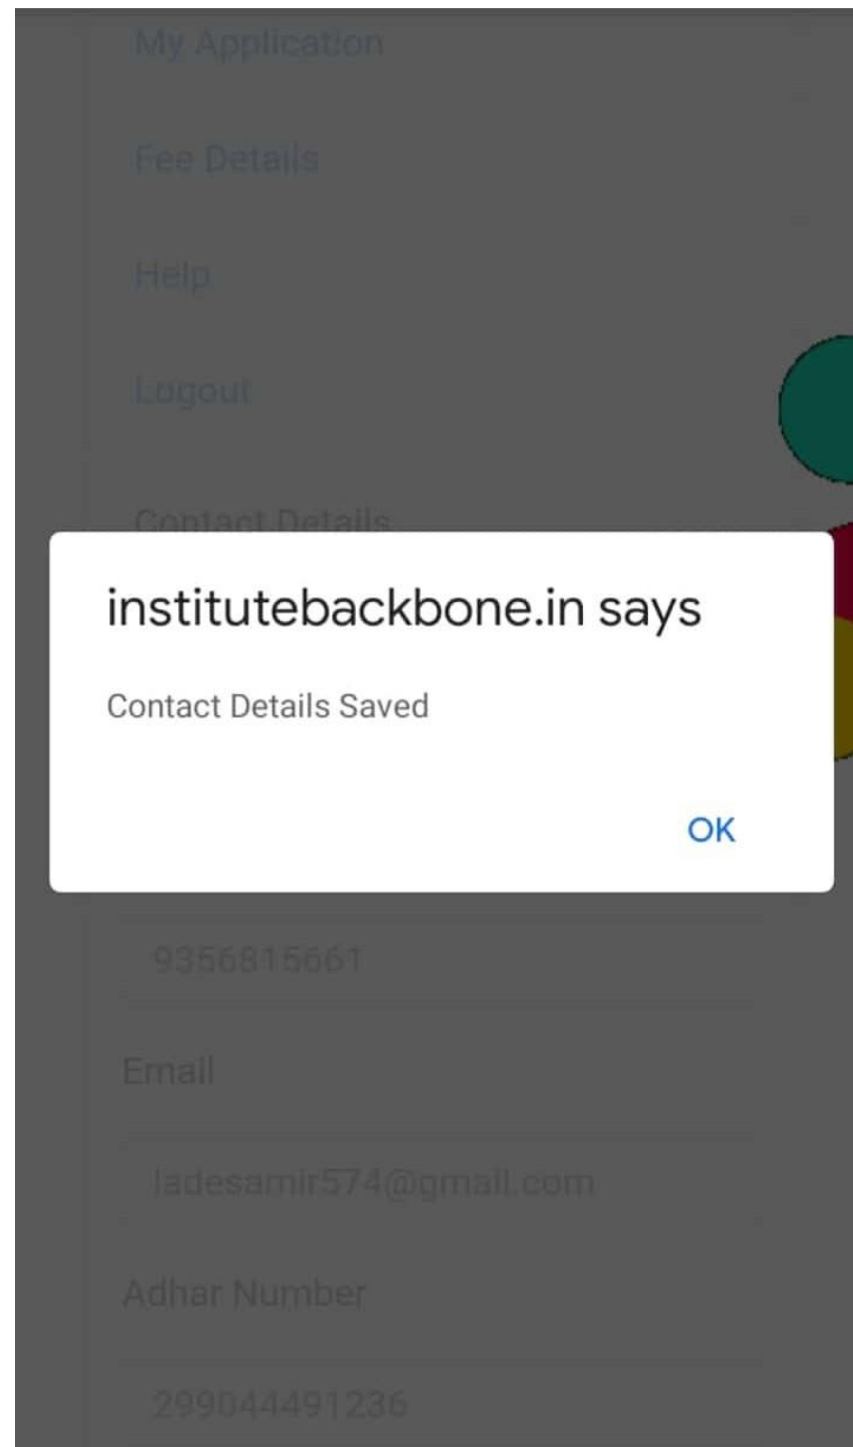 My Application
Fee Details
Help
Logout
Contact Details
institutebackbone.in says
Contact Details Saved
OK
9356815661
Email
ladesamir574@gmail.com
Adhar Number
299044491236